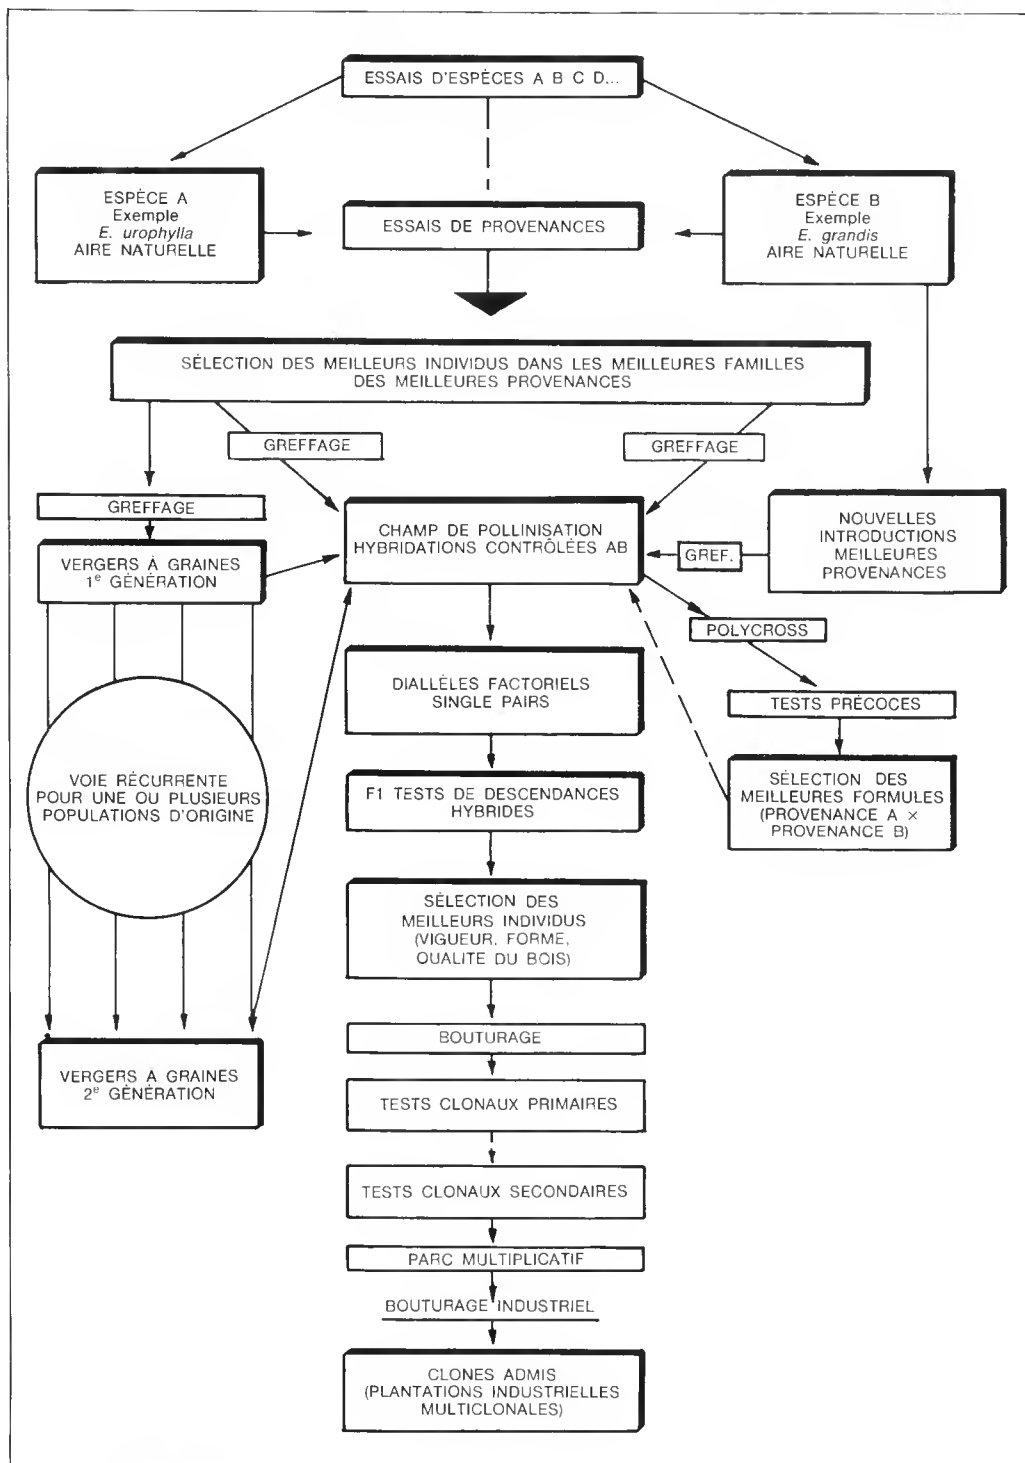 ESSAIS D'ESPÈCES A B C D...
ESPÈCE A
Exemple
E. urophylla
AIRE NATURELLE
ESSAIS DE PROVENANCES
ESPÈCE B
Exemple
E. grandis
AIRE NATURELLE
SÉLECTION DES MEILLEURS INDIVIDUS DANS LES MEILLEURES FAMILLES
DES MEILLEURES PROVENANCES
GREFFAGE
GREFFAGE
GREFFAGE
CHAMP DE POLLINISATION
HYBRIDATIONS CONTRÔLÉES AB
NOUVELLES
INTRODUCTIONS
MEILLEURES
PROVENANCES
GREF.
VERGERS À GRAINES
1e GÉNÉRATION
POLYCROSS
DIALLÈLES FACTORIELS
SINGLE PAIRS
TESTS PRÉCOCES
VOIE RÉCURRENTE
POUR UNE OU PLUSIEURS
POPULATIONS D'ORIGINE
F1 TESTS DE DESCENDANCES
HYBRIDES
SÉLECTION DES
MEILLEURES FORMULES
(PROVENANCE A ×
PROVENANCE B)
SÉLECTION DES
MEILLEURS INDIVIDUS
(VIGUEUR, FORME,
QUALITE DU BOIS)
BOUTURAGE
VERGERS A GRAINES
2e GÉNÉRATION
TESTS CLONAUX PRIMAIRES
TESTS CLONAUX SECONDAIRES
PARC MULTIPLICATIF
BOUTURAGE INDUSTRIEL
CLONES ADMIS
(PLANTATIONS INDUSTRIELLES
MULTICLONALES)